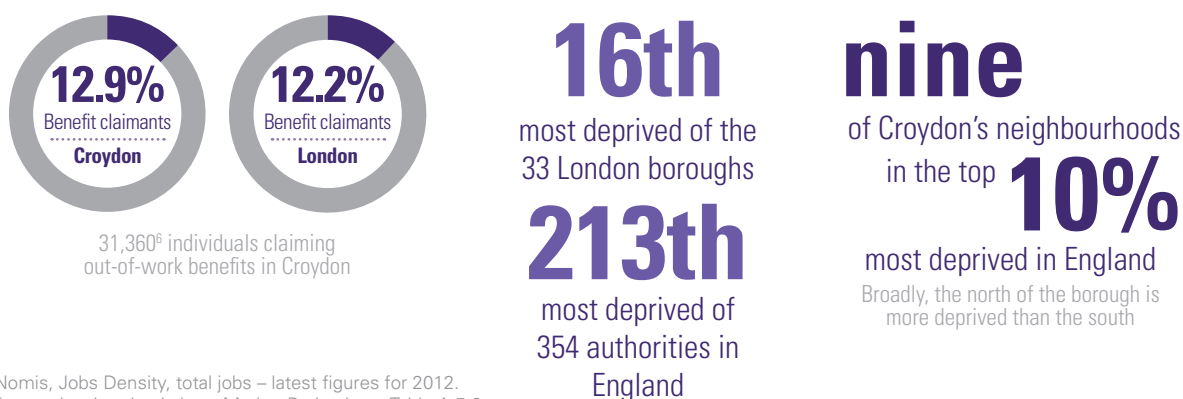 12.9%
Benefit claimants
Croydon
12.2%
Benefit claimants
London
31,360⁶ individuals claiming
out-of-work benefits in Croydon
16th
most deprived of the
33 London boroughs
213th
most deprived of
354 authorities in
England
nine
of Croydon's neighbourhoods
in the top 10%
most deprived in England
Broadly, the north of the borough is
more deprived than the south
Nomis, Jobs Density, total jobs – latest figures for 2012.